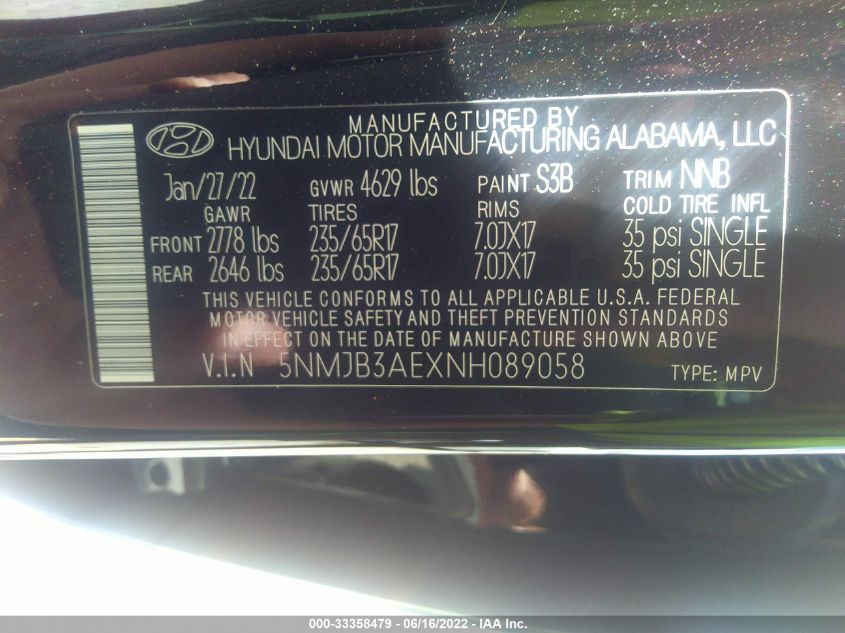 MANUFACTURED BY
HYUNDAI MOTOR MANUFACTURING ALABAMA, LLC
Jan/27/22 GVWR 4629 lbs PAINT S3B TRIM NNB
GAWR TIRES RIMS COLD TIRE INFL
FRONT 2778 lbs 235/65R17 7.0JX17 35 psi SINGLE
REAR 2646 lbs 235/65R17 7.0JX17 35 psi SINGLE
THIS VEHICLE CONFORMS TO ALL APPLICABLE U.S.A. FEDERAL
MOTOR VEHICLE SAFETY AND THEFT PREVENTION STANDARDS
IN EFFECT ON THE DATE OF MANUFACTURE SHOWN ABOVE
V.I.N 5NMJB3AEXNH089058 TYPE: MPV
000-33358479 - 06/16/2022 - IAA Inc.